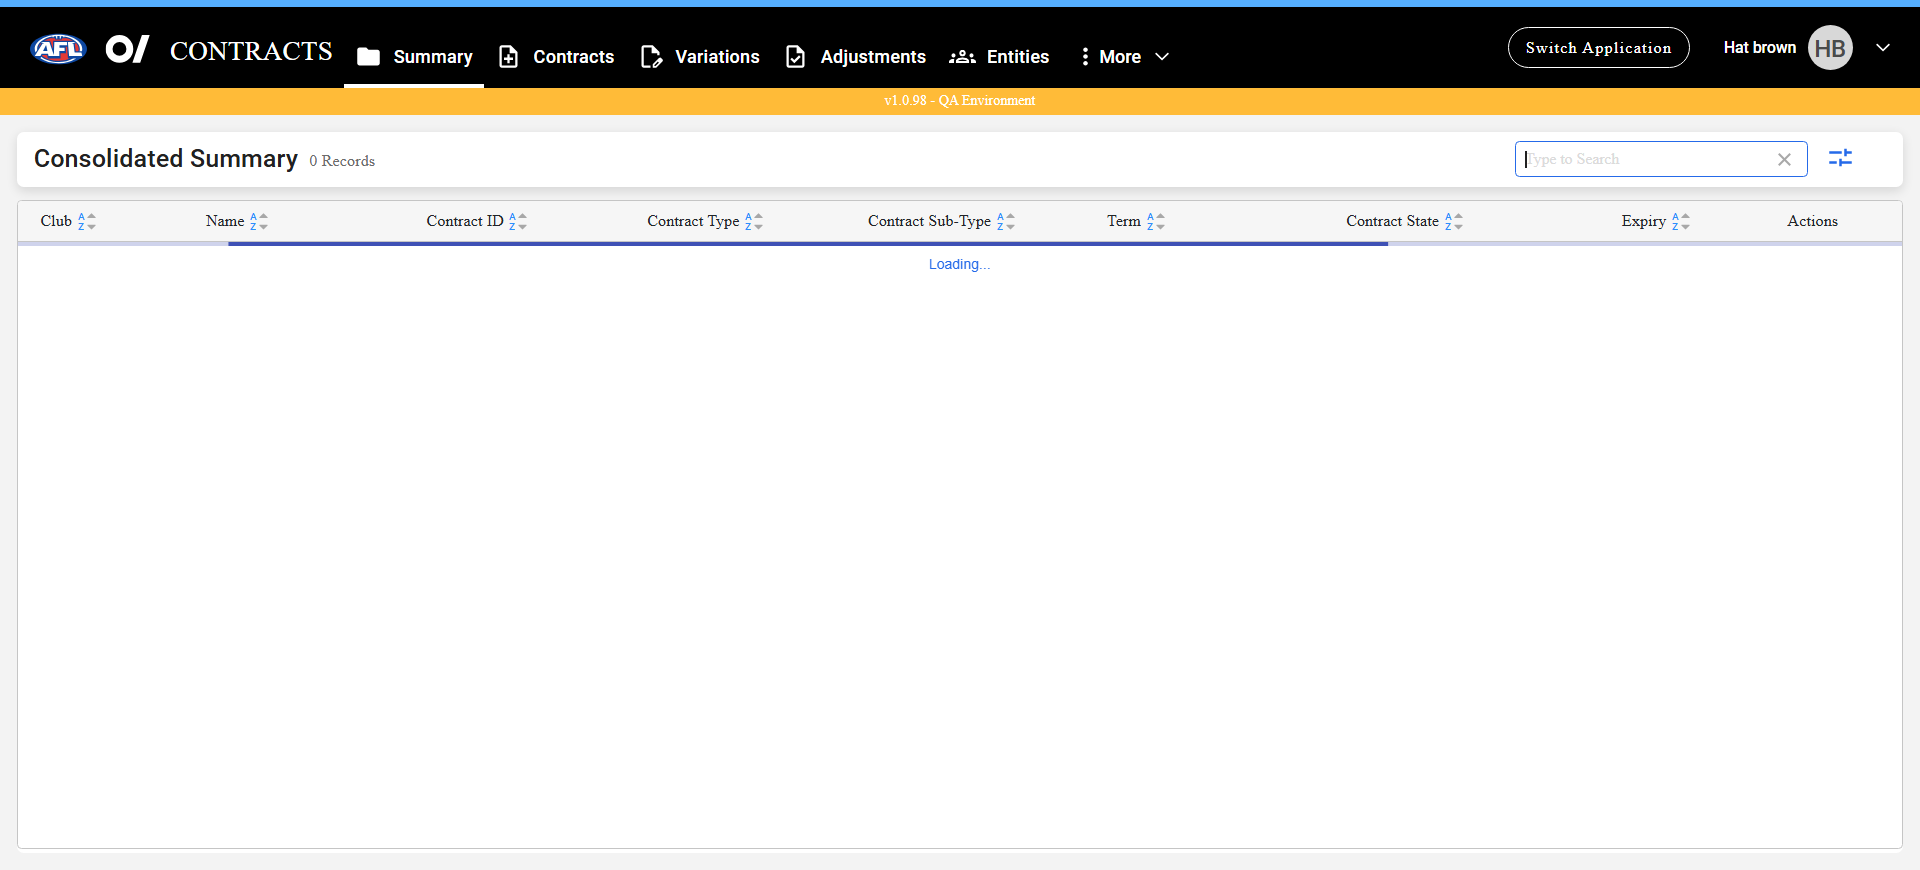 AFL CONTRACTS Summary Contracts Variations Adjustments Entities More Switch Application Hat brown HB
v1.0.98 - QA Environment
Consolidated Summary 0 Records Type to Search
Club Name Contract ID Contract Type Contract Sub-Type Term Contract State Expiry Actions
Loading...